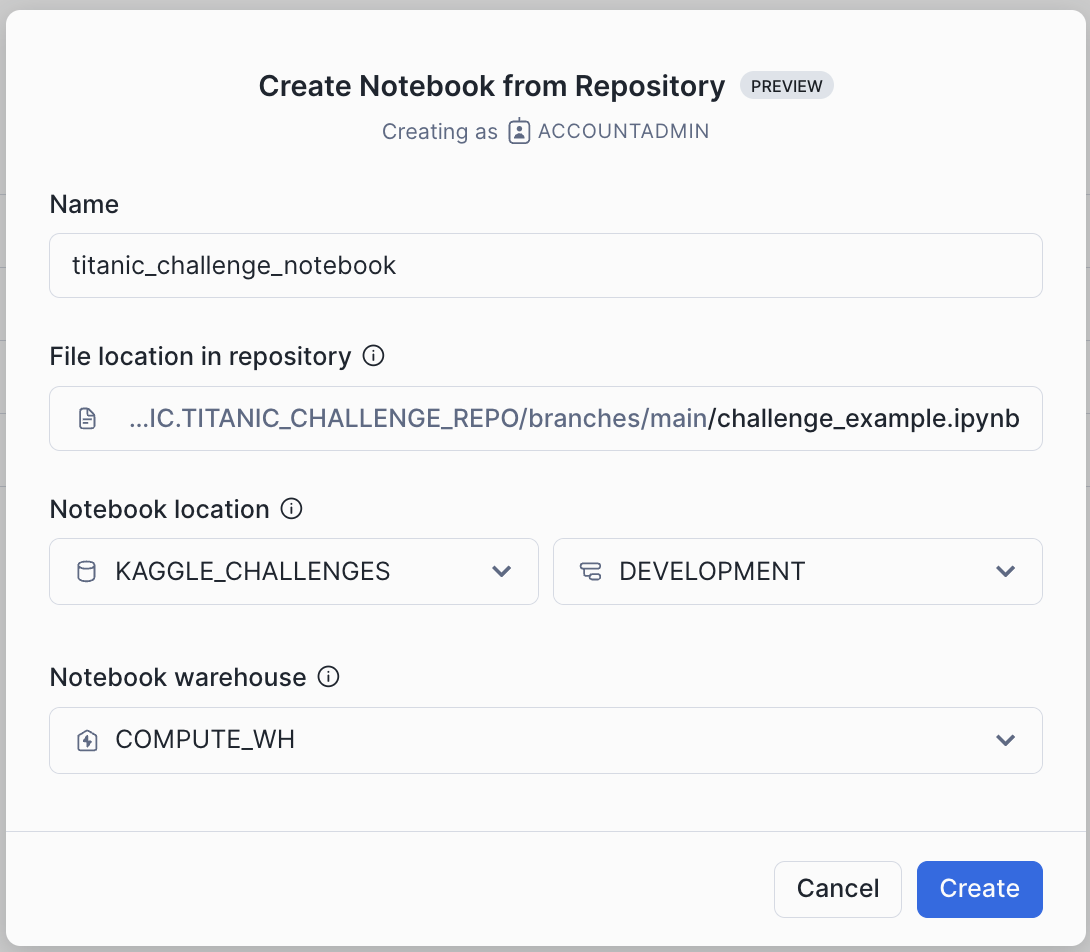 Create Notebook from Repository PREVIEW
Creating as ACCOUNTADMIN
Name
titanic_challenge_notebook
File location in repository
...IC.TITANIC_CHALLENGE_REPO/branches/main/challenge_example.ipynb
Notebook location
KAGGLE_CHALLENGES DEVELOPMENT
Notebook warehouse
COMPUTE_WH
Cancel Create